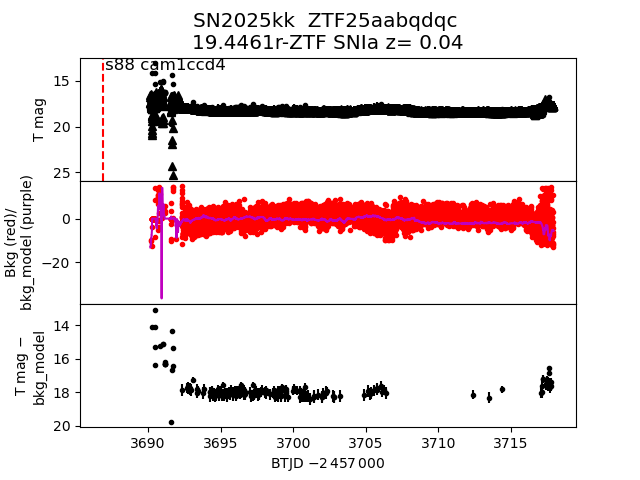 SN2025kk  ZTF25aabqdqc
19.4461r-ZTF SNIa z= 0.04
s88 cam1ccd4
T mag
15
20
25
Bkg (red)/
bkg_model (purple)
0
−20
T mag −
bkg_model
14
16
18
20
3690 3695 3700 3705 3710 3715
BTJD −2 457 000